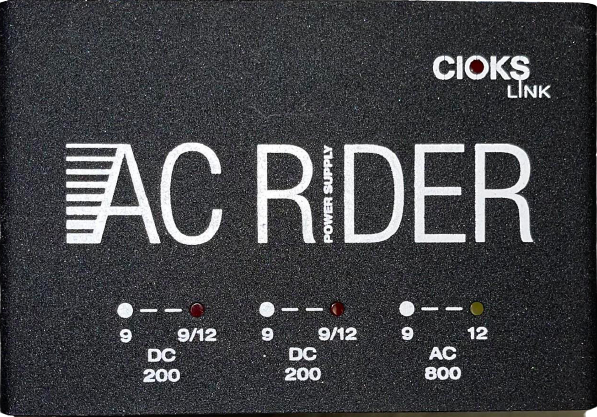 CIOKS
LINK
AC RIDER
POWER SUPPLY
9 9/12 9 9/12 9 12
DC DC AC
200 200 800